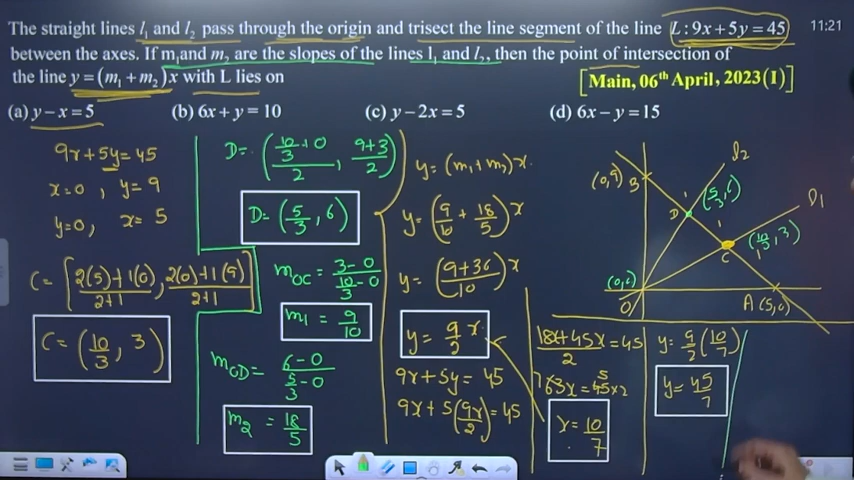 The straight lines l₁ and l₂ pass through the origin and trisect the line segment of the line L : 9x + 5y = 45
between the axes. If m₁ and m₂ are the slopes of the lines l₁ and l₂, then the point of intersection of
the line y = (m₁ + m₂)x with L lies on
[Main, 06th April, 2023(I)]
11:21
(a) y – x = 5 (b) 6x + y = 10 (c) y – 2x = 5 (d) 6x – y = 15
9x + 5y = 45
x=0 , y = 9
y=0, x = 5
C = [2(5)+1(0)/2+1 , 2(0)+1(9)/2+1]
C = (10/3 , 3)
D = (10/3 + 0 / 2 , 9+3/2)
D = (5/3 , 6)
m_OC = 3-0 / 10/3 - 0
m₁ = 9/10
m_OD = 6-0 / 5/3 - 0
m₂ = 18/5
y = (m₁ + m₂)x.
y = (9/10 + 18/5)x
y = (9+36/10)x
y = 9/2 x
9x + 5y = 45
9x + 5(9x/2) = 45
18x+45x/2 = 45
7 63x = 45×2 5
x = 10/7
y = 9/2 (10/7)
y = 45/7
l₂
(0,9) B
1
D (5/3, 6)
l₁
1
C (10/3, 3)
(0,0)
O
A (5,0)